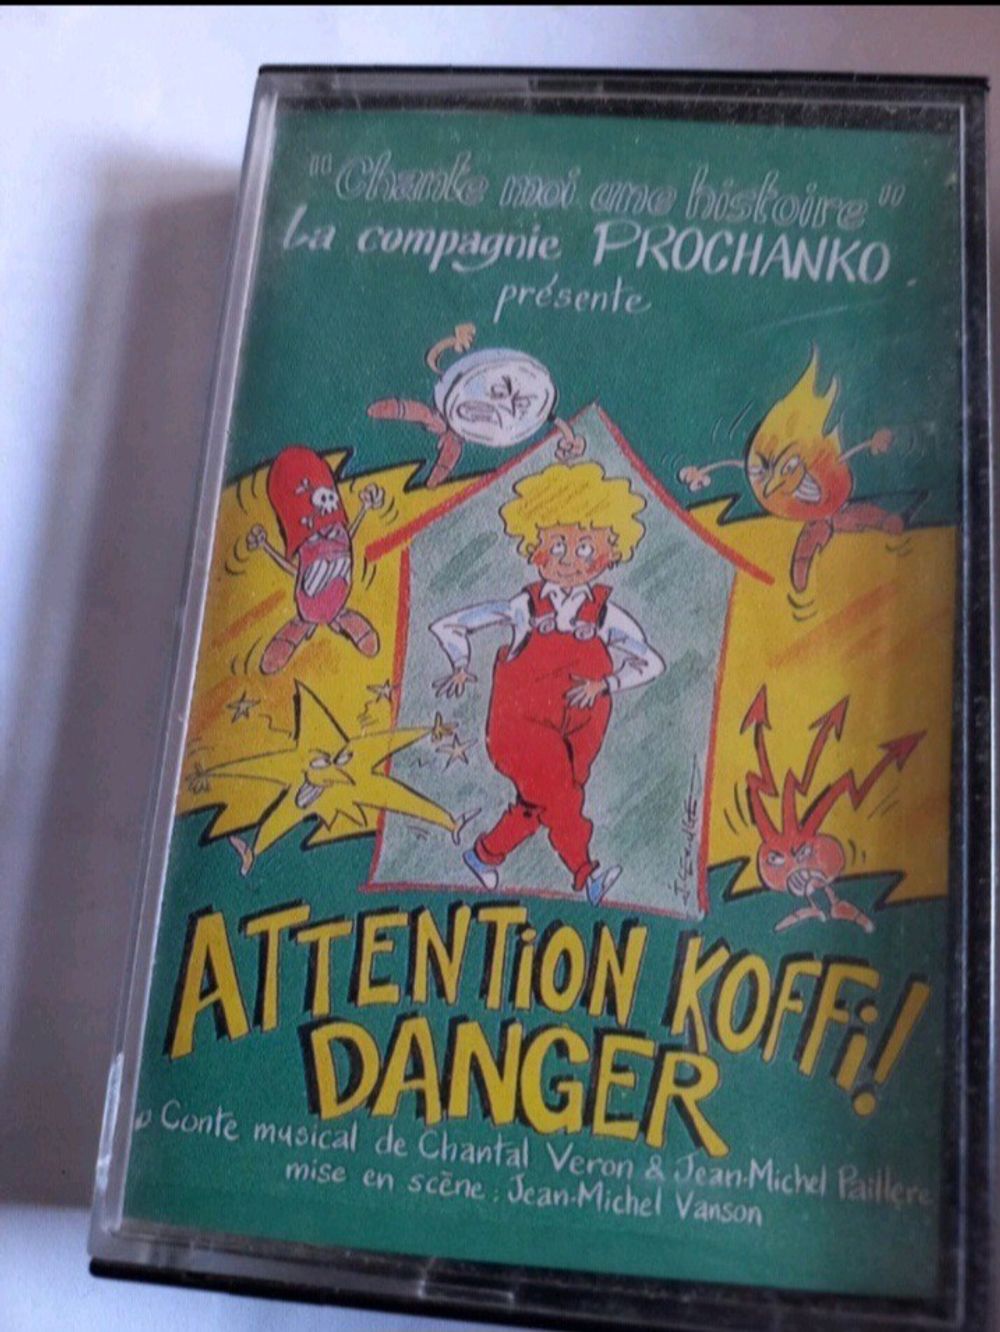 "Chante moi une histoire"
La compagnie PROCHANKO
présente
ATTENTION KOFFi!
DANGER
Conte musical de Chantal Veron & Jean-Michel Paillere
mise en scène : Jean-Michel Vanson